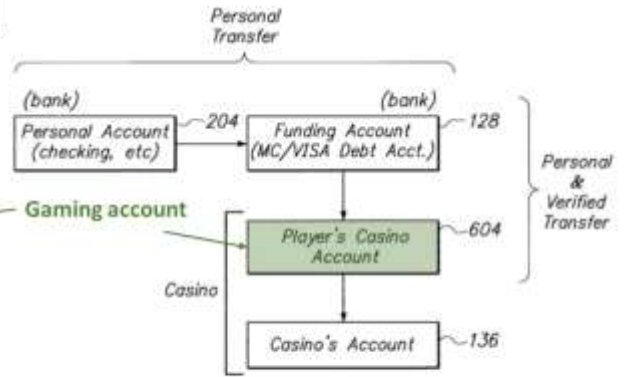 Personal
Transfer
(bank)
(bank)
Personal Account
(checking, etc)
204
Funding Account
(MC/VISA Debt Acct.)
128
Personal
&
Verified
Transfer
Gaming account
Player's Casino
Account
604
Casino
Casino's Account
136